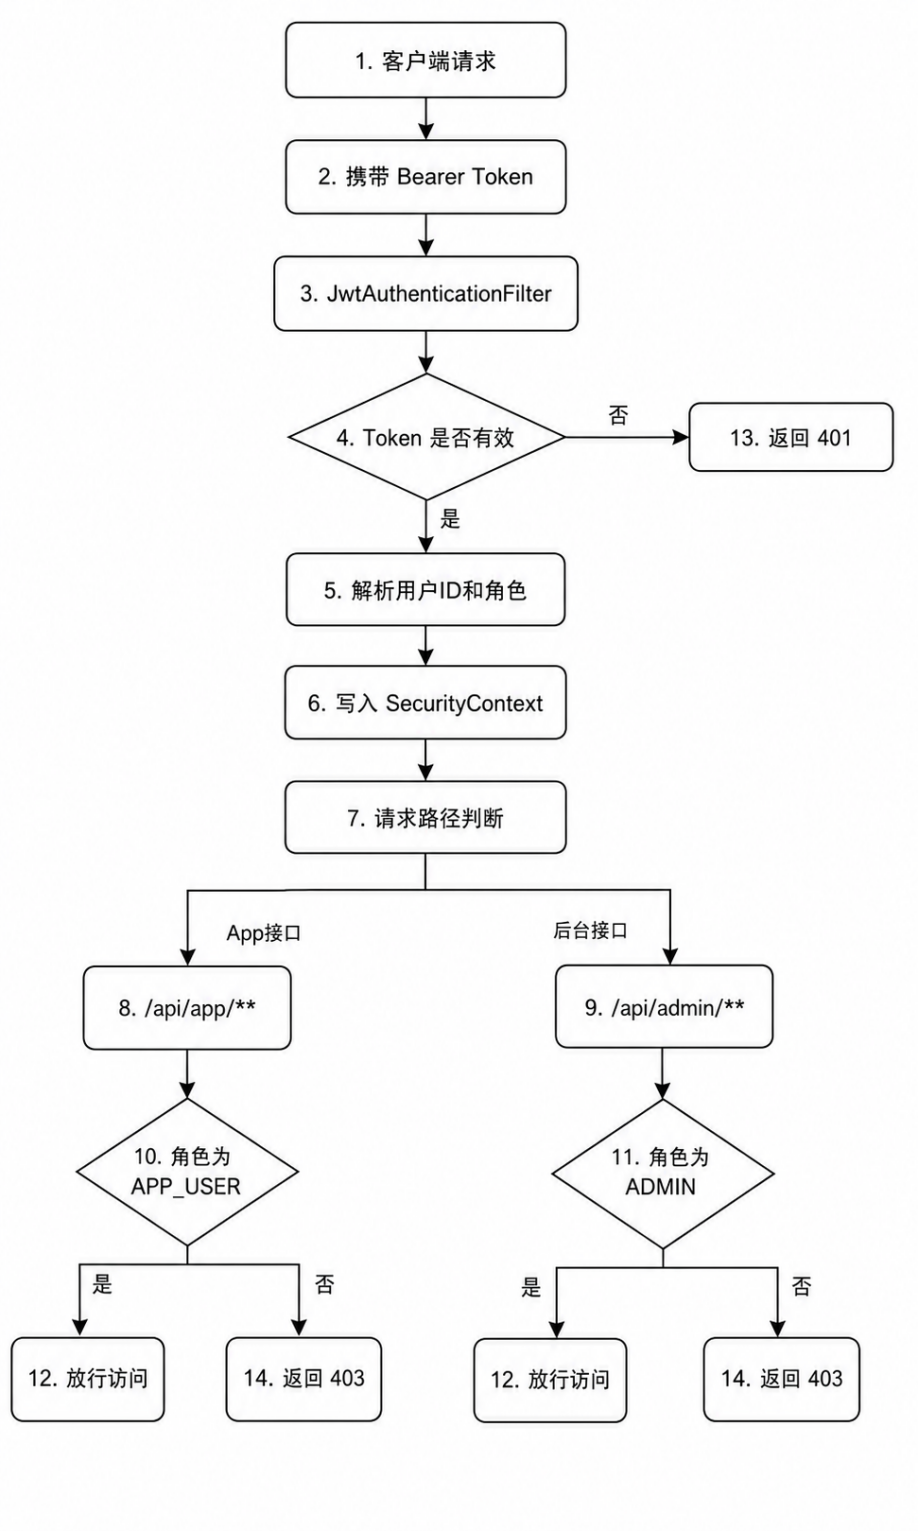 1. 客户端请求
2. 携带 Bearer Token
3. JwtAuthenticationFilter
4. Token 是否有效
否
13. 返回 401
是
5. 解析用户ID和角色
6. 写入 SecurityContext
7. 请求路径判断
App接口
后台接口
8. /api/app/**
9. /api/admin/**
10. 角色为
APP_USER
11. 角色为
ADMIN
是
否
是
否
12. 放行访问
14. 返回 403
12. 放行访问
14. 返回 403